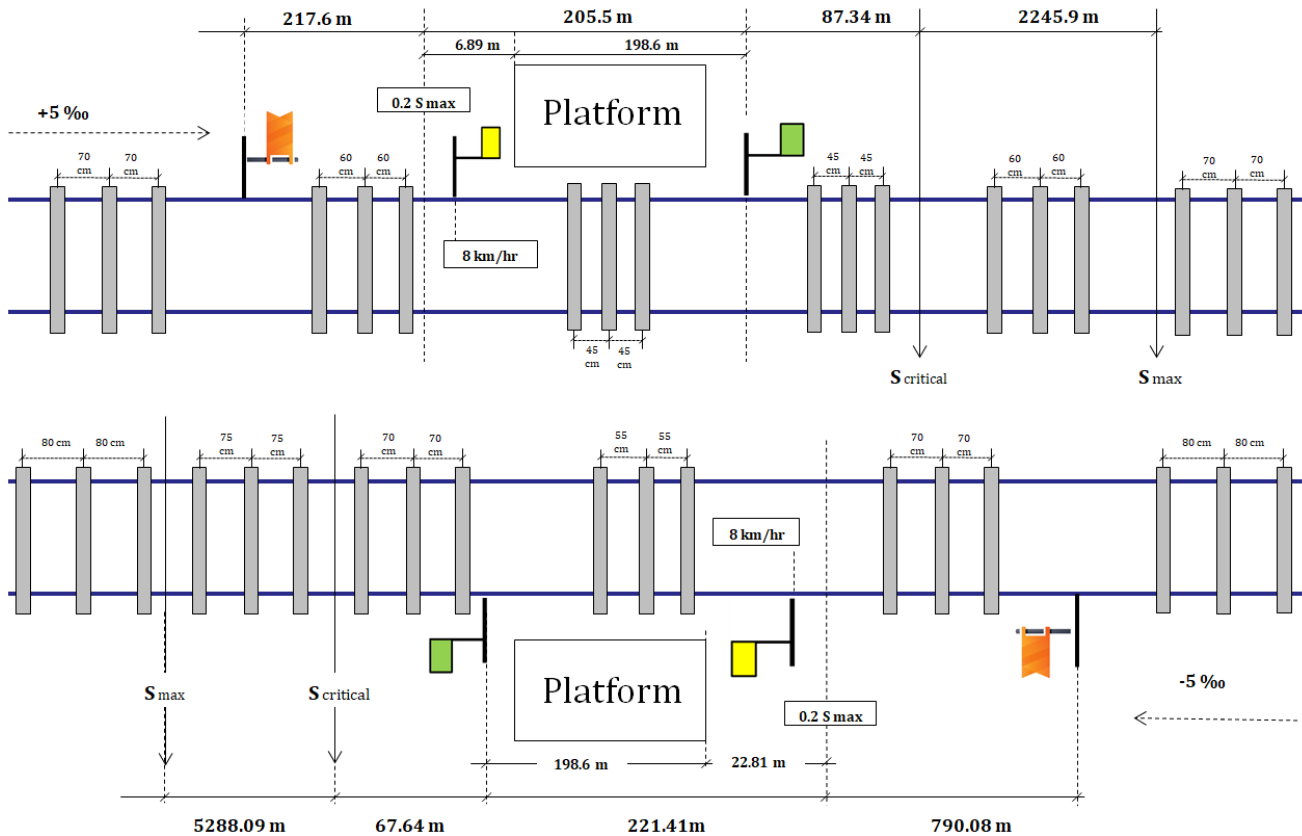 217.6 m
205.5 m
87.34 m
2245.9 m
6.89 m
198.6 m
0.2 S max
Platform
+5 ‰
70
cm
70
cm
60
cm
60
cm
45
cm
45
cm
60
cm
60
cm
70
cm
70
cm
8 km/hr
45
cm
45
cm
S critical
S max
80 cm
80 cm
75
cm
75
cm
70
cm
70
cm
55
cm
55
cm
70
cm
70
cm
80 cm
80 cm
8 km/hr
S max
S critical
Platform
0.2 S max
-5 ‰
198.6 m
22.81 m
5288.09 m
67.64 m
221.41m
790.08 m